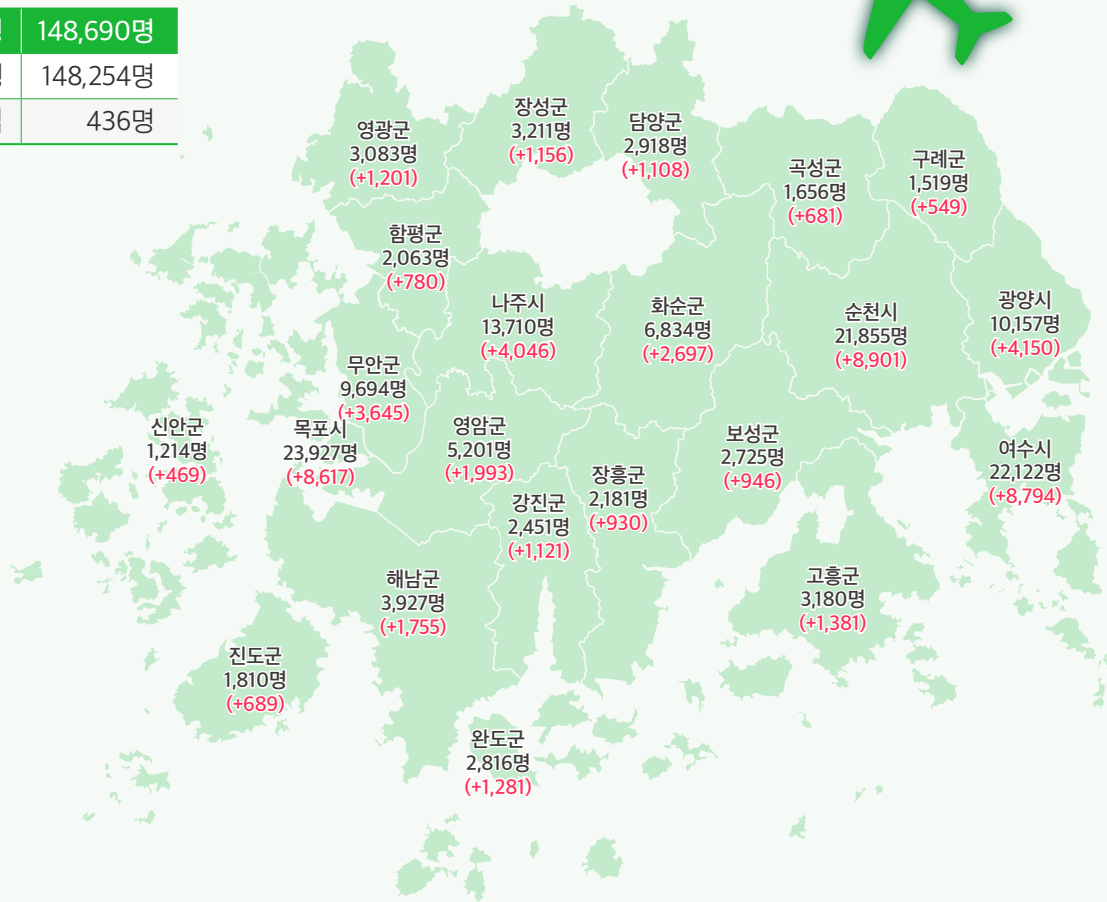 148,690명
148,254명
436명
장성군
3,211명
(+1,156)
담양군
2,918명
(+1,108)
영광군
3,083명
(+1,201)
곡성군
1,656명
(+681)
구례군
1,519명
(+549)
함평군
2,063명
(+780)
나주시
13,710명
(+4,046)
화순군
6,834명
(+2,697)
순천시
21,855명
(+8,901)
광양시
10,157명
(+4,150)
무안군
9,694명
(+3,645)
신안군
1,214명
(+469)
목포시
23,927명
(+8,617)
영암군
5,201명
(+1,993)
보성군
2,725명
(+946)
여수시
22,122명
(+8,794)
장흥군
2,181명
(+930)
강진군
2,451명
(+1,121)
해남군
3,927명
(+1,755)
고흥군
3,180명
(+1,381)
진도군
1,810명
(+689)
완도군
2,816명
(+1,281)